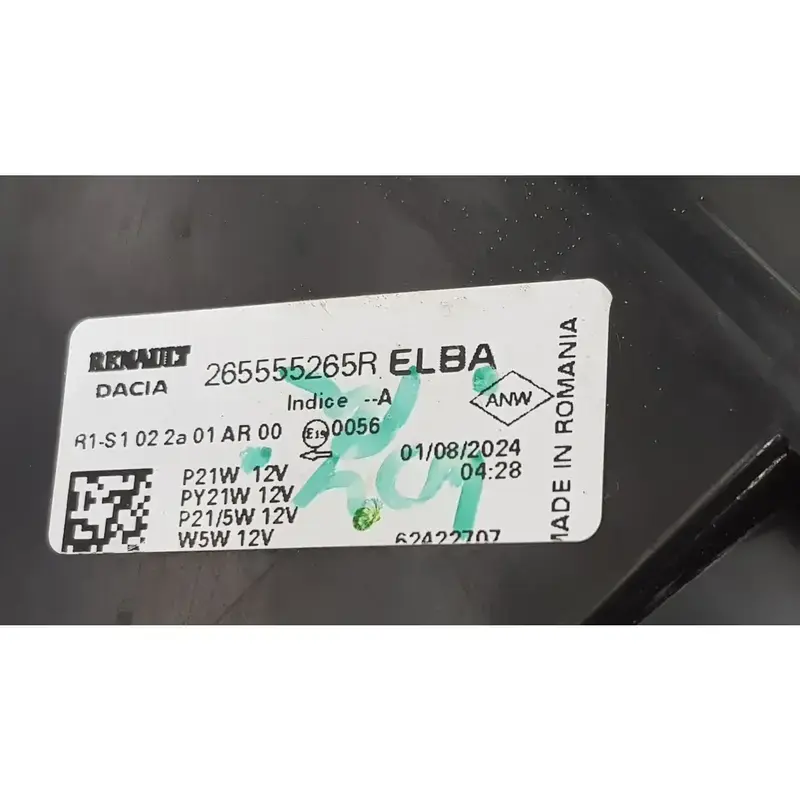 RENAULT
DACIA
265555265R ELBA
Indice --A
ANW
R1-S1 02 2a 01 AR 00
E19 0056
01/08/2024
04:28
P21W 12V
PY21W 12V
P21/5W 12V
W5W 12V
62422707
MADE IN ROMANIA